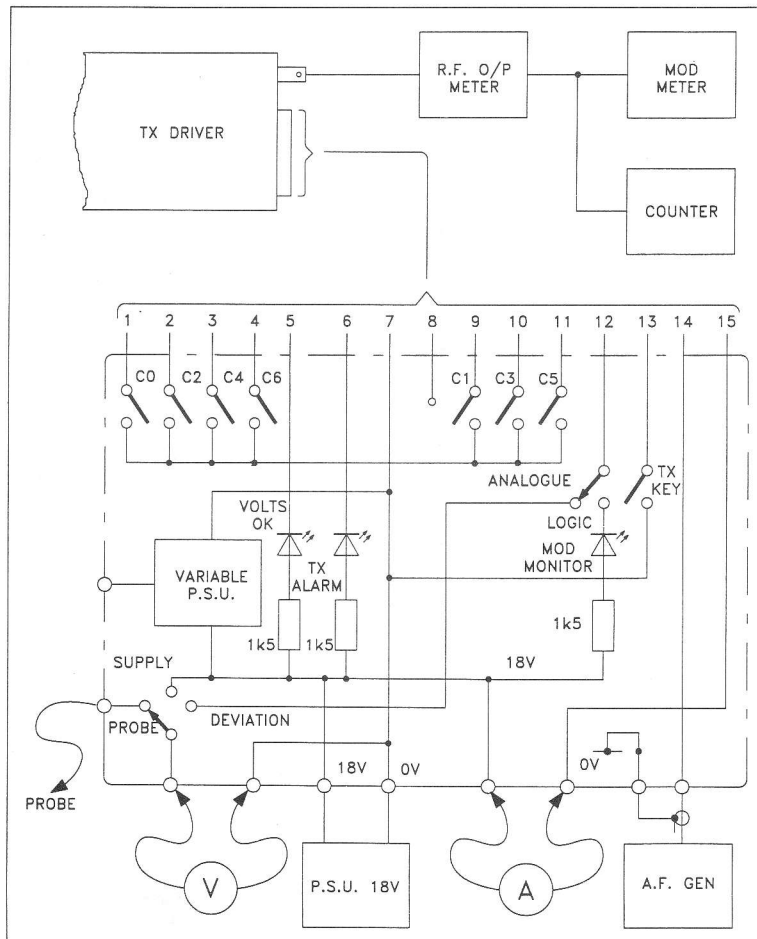 TX DRIVER
R.F. O/P
METER
MOD
METER
COUNTER
1 2 3 4 5 6 7 8 9 10 11 12 13 14 15
C0 C2 C4 C6 C1 C3 C5
ANALOGUE
TX
KEY
VOLTS
OK
LOGIC
MOD
MONITOR
TX
ALARM
VARIABLE
P.S.U.
1k5 1k5 1k5
SUPPLY
18V
DEVIATION
PROBE
18V 0V 0V
PROBE
V
P.S.U. 18V
A
A.F. GEN